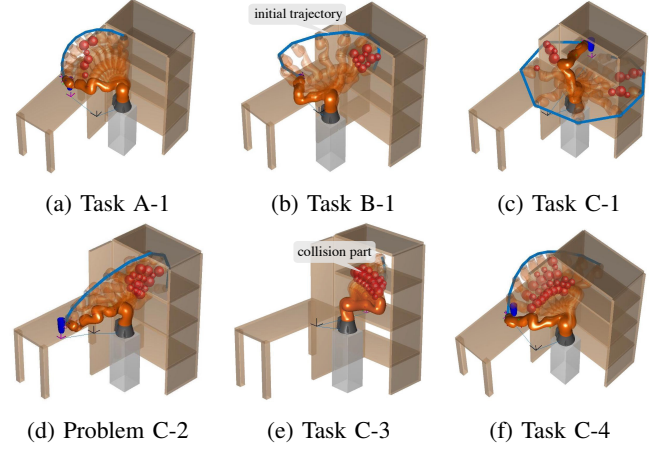 initial trajectory
(a) Task A-1
(b) Task B-1
(c) Task C-1
collision part
(d) Problem C-2
(e) Task C-3
(f) Task C-4